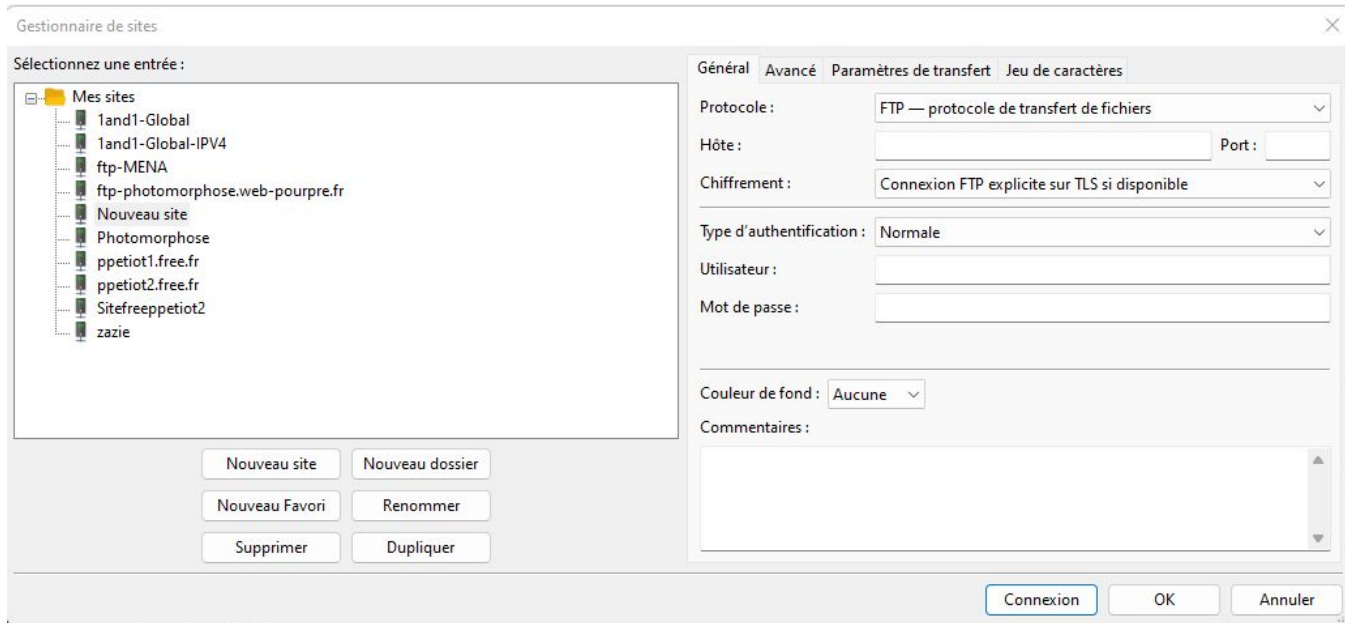 Gestionnaire de sites
Sélectionnez une entrée :
Mes sites
1and1-Global
1and1-Global-IPV4
ftp-MENA
ftp-photomorphose.web-pourpre.fr
Nouveau site
Photomorphose
ppetiot1.free.fr
ppetiot2.free.fr
Sitefreeppetiot2
zazie
Nouveau site Nouveau dossier
Nouveau Favori Renommer
Supprimer Dupliquer
Général Avancé Paramètres de transfert Jeu de caractères
Protocole : FTP — protocole de transfert de fichiers
Hôte : Port :
Chiffrement : Connexion FTP explicite sur TLS si disponible
Type d’authentification : Normale
Utilisateur :
Mot de passe :
Couleur de fond : Aucune
Commentaires :
Connexion OK Annuler